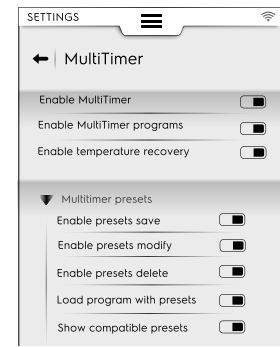 SETTINGS
MultiTimer
Enable MultiTimer
Enable MultiTimer programs
Enable temperature recovery
Multitimer presets
Enable presets save
Enable presets modify
Enable presets delete
Load program with presets
Show compatible presets